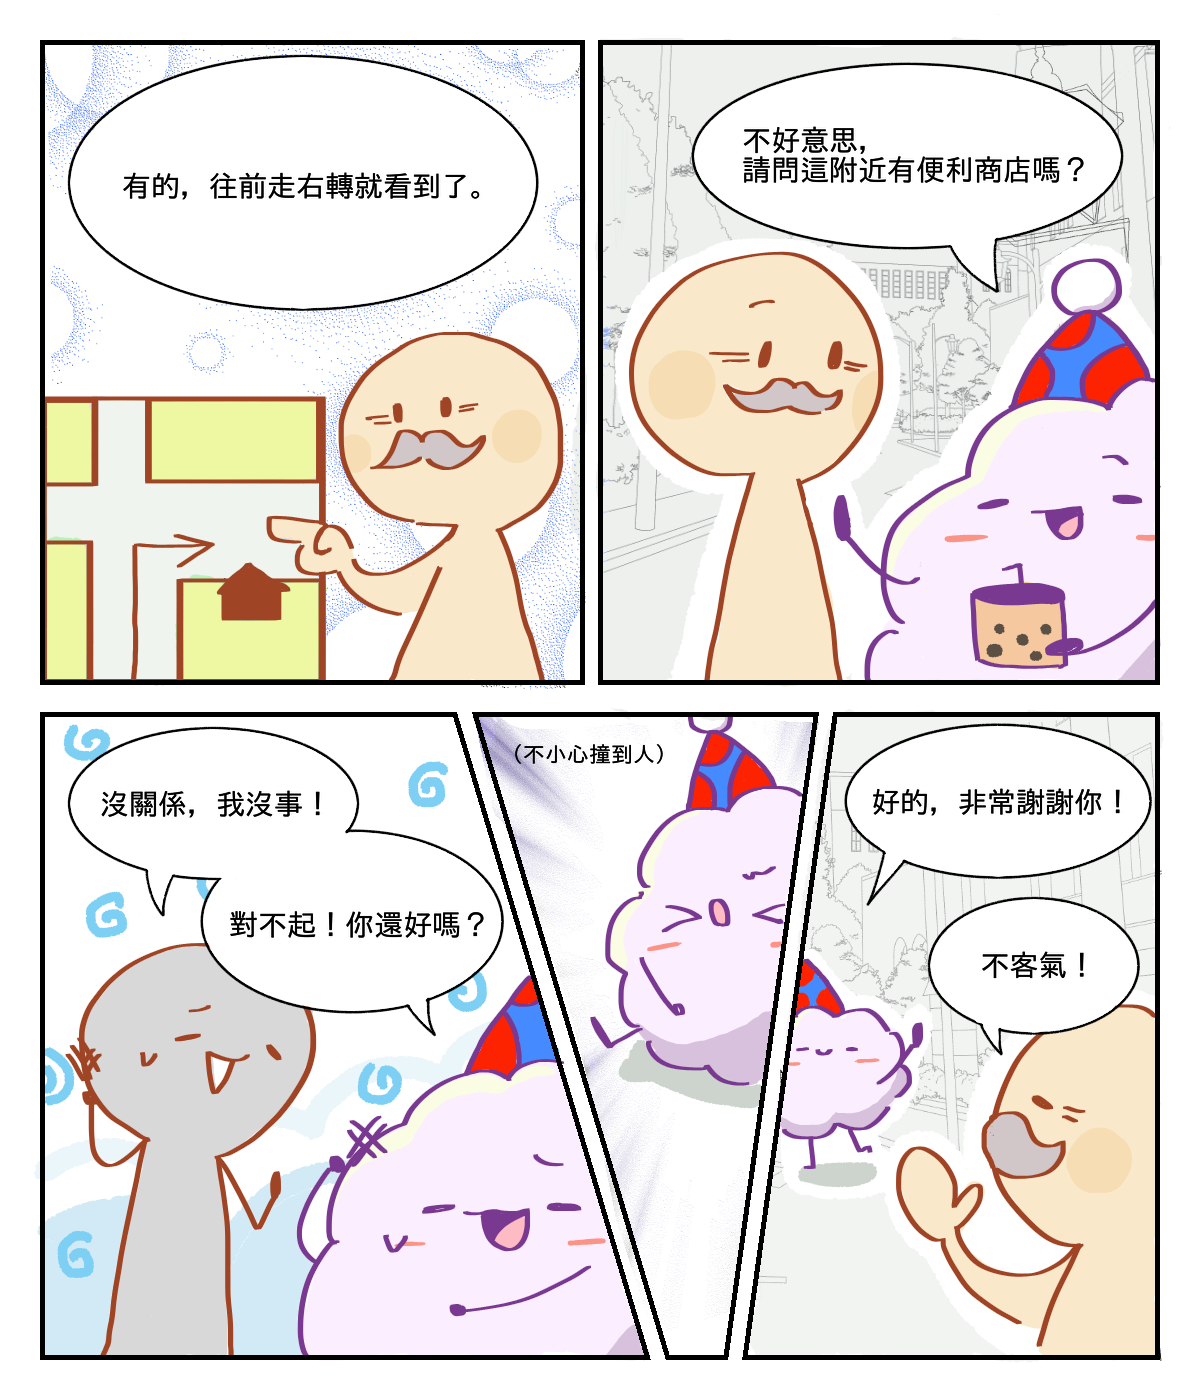 不好意思，
請問這附近有便利商店嗎？
有的，往前走右轉就看到了。
好的，非常謝謝你！
不客氣！
（不小心撞到人）
對不起！你還好嗎？
沒關係，我沒事！